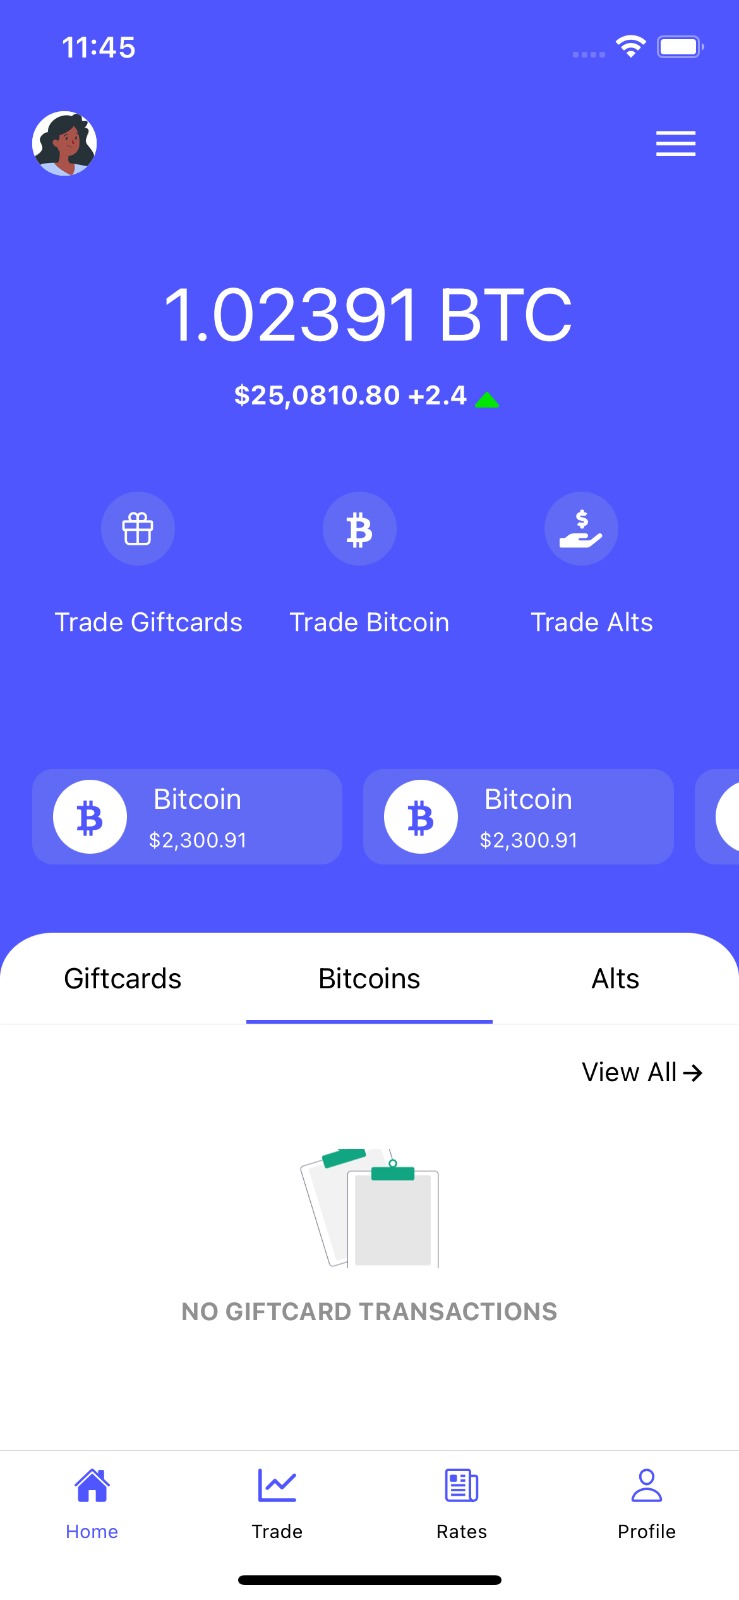 11:45
1.02391 BTC
$25,0810.80 +2.4
Trade Giftcards Trade Bitcoin Trade Alts
Bitcoin Bitcoin
$2,300.91 $2,300.91
Giftcards Bitcoins Alts
View All
NO GIFTCARD TRANSACTIONS
Home Trade Rates Profile